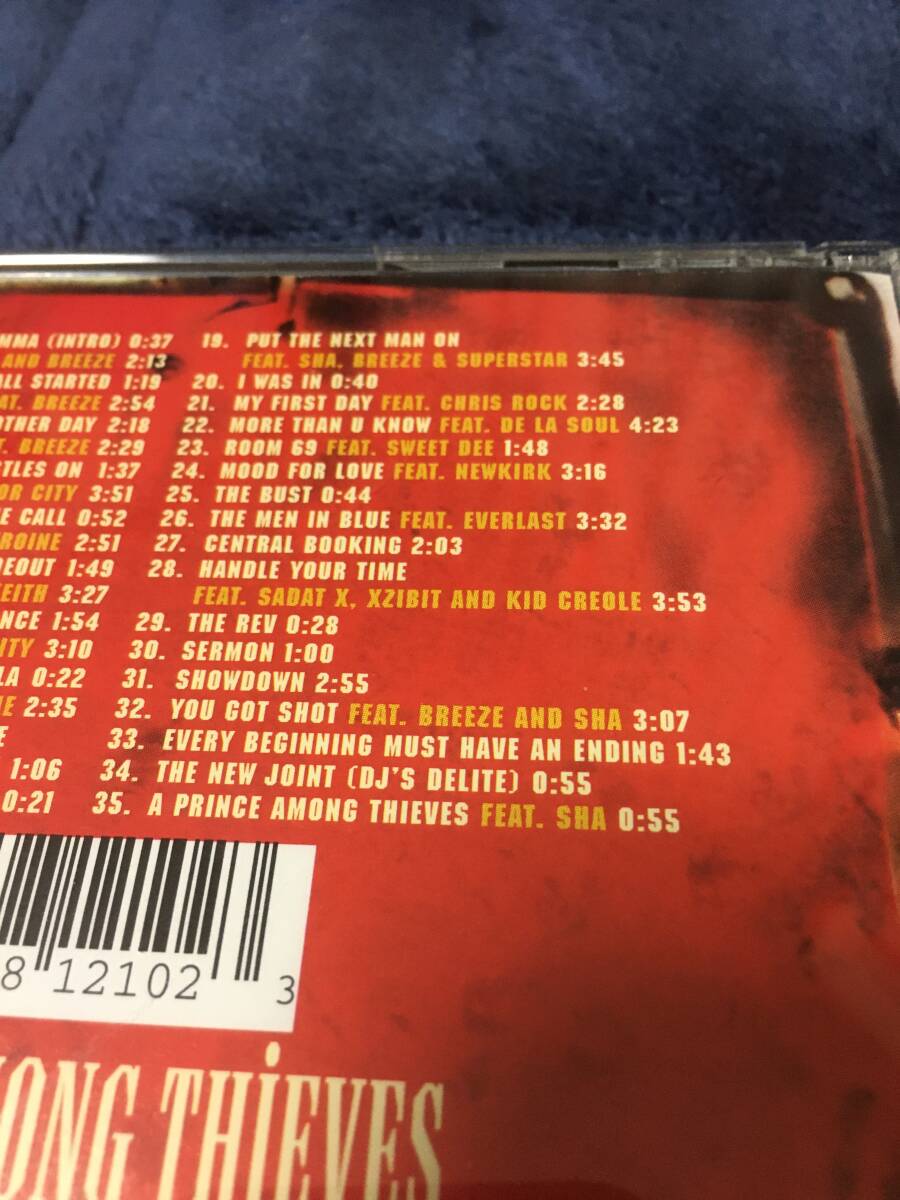 MMA (INTRO) 0:37
AND BREEZE 2:13
ALL STARTED 1:19
AT. BREEZE 2:54
OTHER DAY 2:18
T. BREEZE 2:29
TLES ON 1:37
OR CITY 3:51
E CALL 0:52
EROINE 2:51
DEOUT 1:49
KEITH 3:27
NCE 1:54
ITY 3:10
LA 0:22
IE 2:35
E
1:06
0:21
19. PUT THE NEXT MAN ON
FEAT. SHA, BREEZE & SUPERSTAR 3:45
20. I WAS IN 0:40
21. MY FIRST DAY FEAT. CHRIS ROCK 2:28
22. MORE THAN U KNOW FEAT. DE LA SOUL 4:23
23. ROOM 69 FEAT. SWEET DEE 1:48
24. MOOD FOR LOVE FEAT. NEWKIRK 3:16
25. THE BUST 0:44
26. THE MEN IN BLUE FEAT. EVERLAST 3:32
27. CENTRAL BOOKING 2:03
28. HANDLE YOUR TIME
FEAT. SADAT X, XZIBIT AND KID CREOLE 3:53
29. THE REV 0:28
30. SERMON 1:00
31. SHOWDOWN 2:55
32. YOU GOT SHOT FEAT. BREEZE AND SHA 3:07
33. EVERY BEGINNING MUST HAVE AN ENDING 1:43
34. THE NEW JOINT (DJ'S DELITE) 0:55
35. A PRINCE AMONG THIEVES FEAT. SHA 0:55
8 12102 3
ONG THIEVES